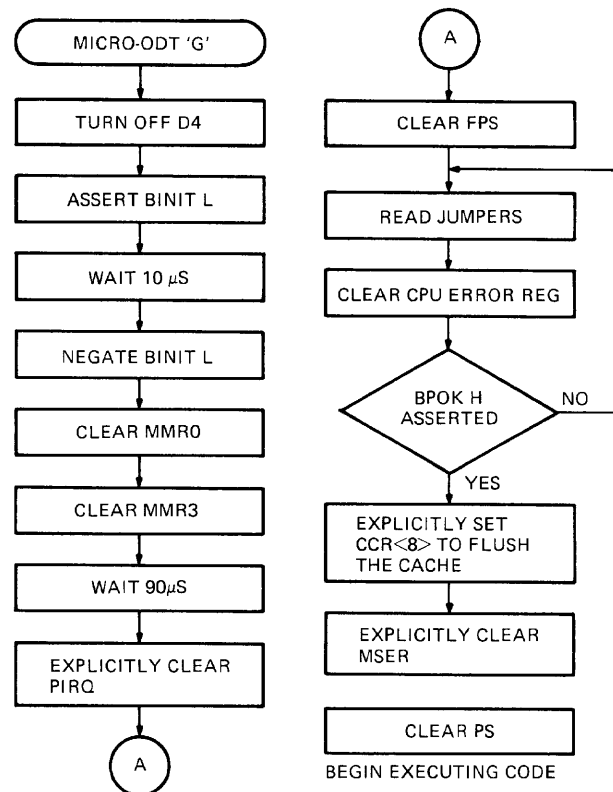 MICRO-ODT 'G'
TURN OFF D4
ASSERT BINIT L
WAIT 10 µS
NEGATE BINIT L
CLEAR MMR0
CLEAR MMR3
WAIT 90µS
EXPLICITLY CLEAR
PIRQ
A
A
CLEAR FPS
READ JUMPERS
CLEAR CPU ERROR REG
BPOK H
ASSERTED
NO
YES
EXPLICITLY SET
CCR<8> TO FLUSH
THE CACHE
EXPLICITLY CLEAR
MSER
CLEAR PS
BEGIN EXECUTING CODE